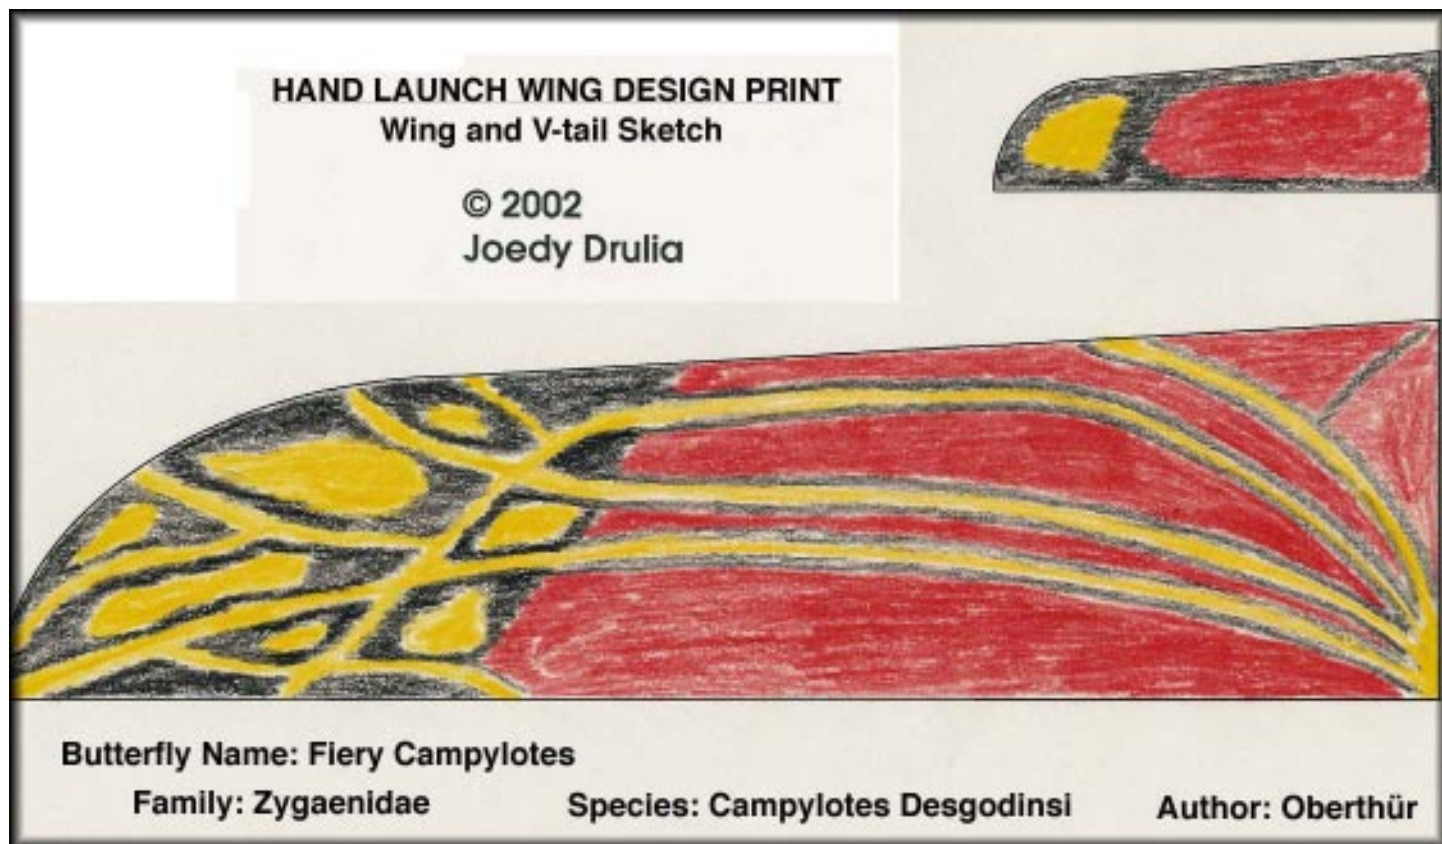 HAND LAUNCH WING DESIGN PRINT
Wing and V-tail Sketch
© 2002
Joedy Drulia
Butterfly Name: Fiery Campylotes
Family: Zygaenidae Species: Campylotes Desgodinsi Author: Oberthür